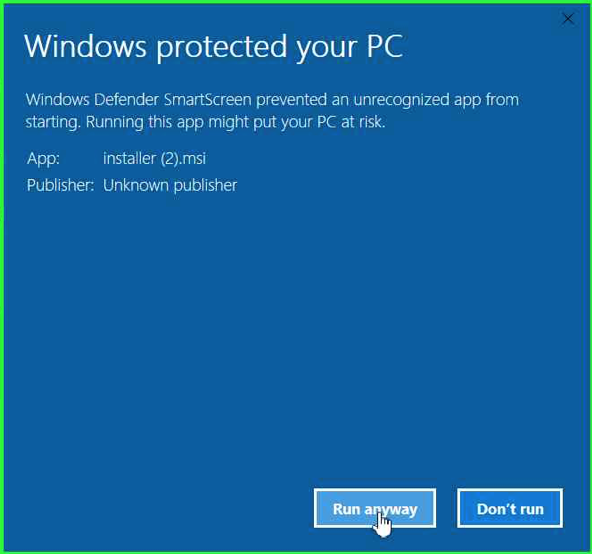 Windows protected your PC
Windows Defender SmartScreen prevented an unrecognized app from
starting. Running this app might put your PC at risk.
App: installer (2).msi
Publisher: Unknown publisher
Run anyway Don't run